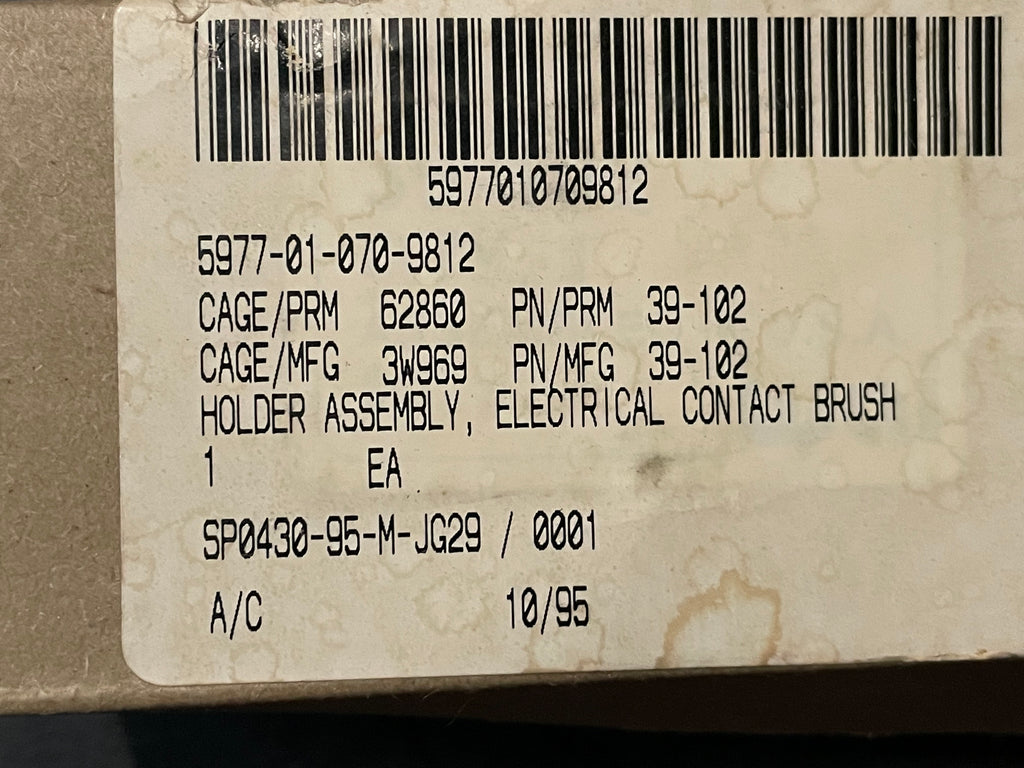 5977010709812
5977-01-070-9812
CAGE/PRM 62860 PN/PRM 39-102
CAGE/MFG 3W969 PN/MFG 39-102
HOLDER ASSEMBLY, ELECTRICAL CONTACT BRUSH
1 EA
SP0430-95-M-JG29 / 0001
A/C 10/95